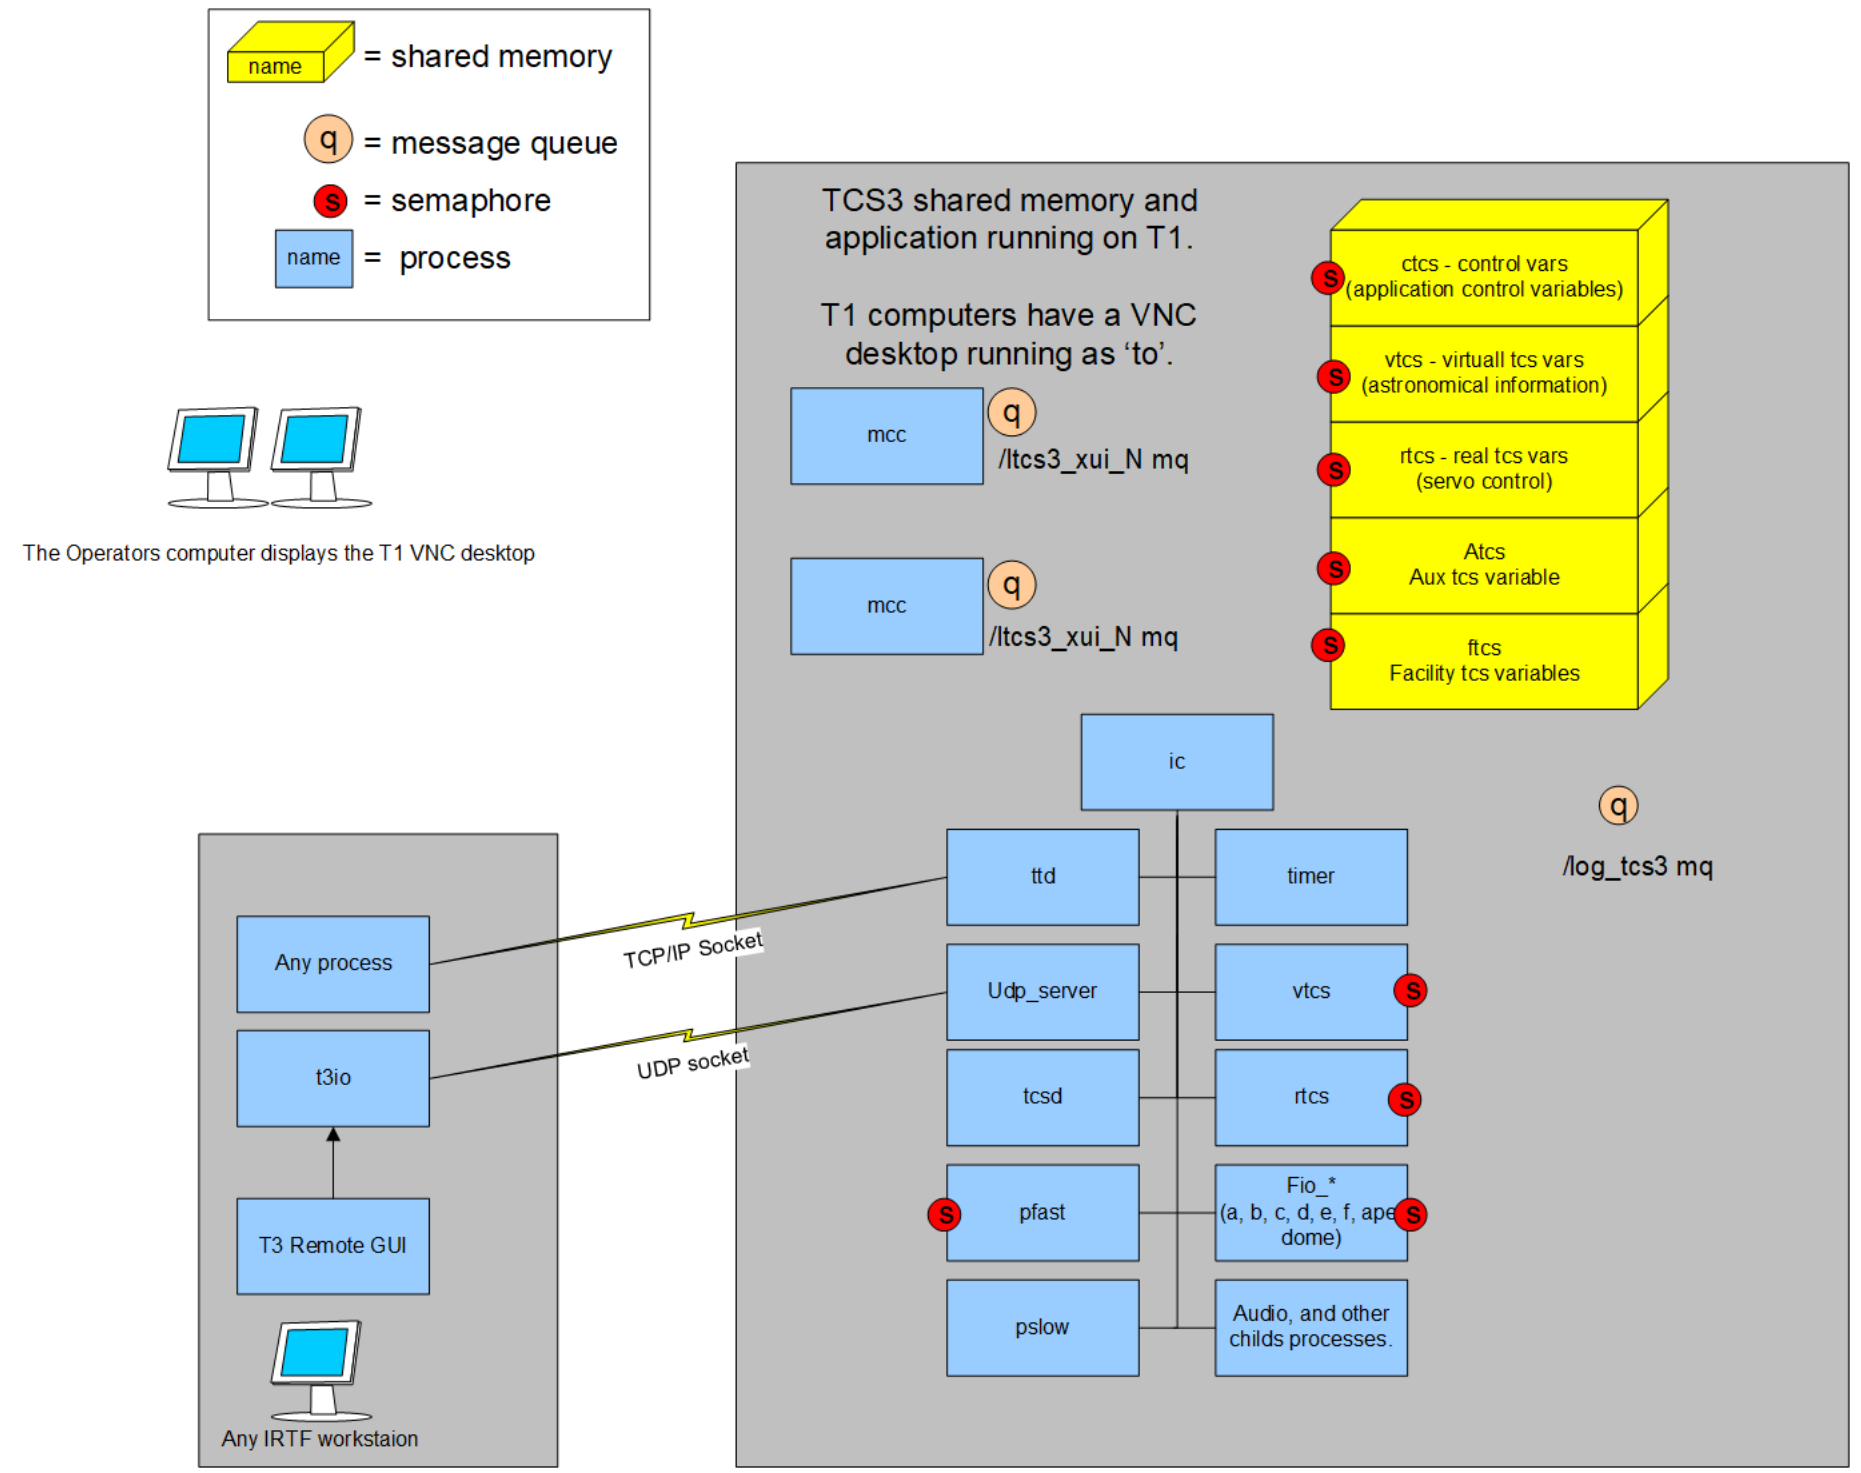 name
= shared memory
q
= message queue
S
= semaphore
name
= process
The Operators computer displays the T1 VNC desktop
TCS3 shared memory and
application running on T1.
T1 computers have a VNC
desktop running as ‘to’.
mcc
q
/ltcs3_xui_N mq
mcc
q
/ltcs3_xui_N mq
S
ctcs - control vars
(application control variables)
S
vtcs - virtuall tcs vars
(astronomical information)
S
rtcs - real tcs vars
(servo control)
S
Atcs
Aux tcs variable
S
ftcs
Facility tcs variables
ic
q
/log_tcs3 mq
ttd
timer
Udp_server
vtcs
S
tcsd
rtcs
S
S
pfast
Fio_*
(a, b, c, d, e, f, ape
dome)
S
pslow
Audio, and other
childs processes.
TCP/IP Socket
UDP socket
Any process
t3io
T3 Remote GUI
Any IRTF workstaion